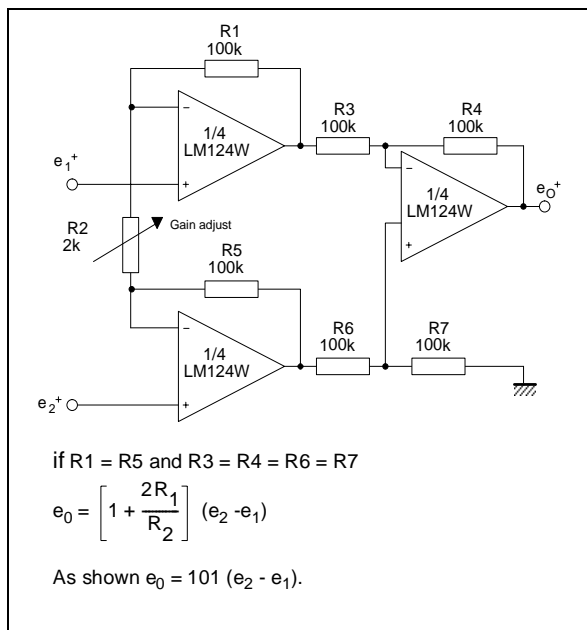 R1
100k
R3
100k
R4
100k
1/4
LM124W
e1+
1/4
LM124W
eO+
R2
2k
Gain adjust
R5
100k
R6
100k
R7
100k
1/4
LM124W
e2+
if R1 = R5 and R3 = R4 = R6 = R7
e0 = [1 + 2R1/R2] (e2 -e1)
As shown e0 = 101 (e2 - e1).